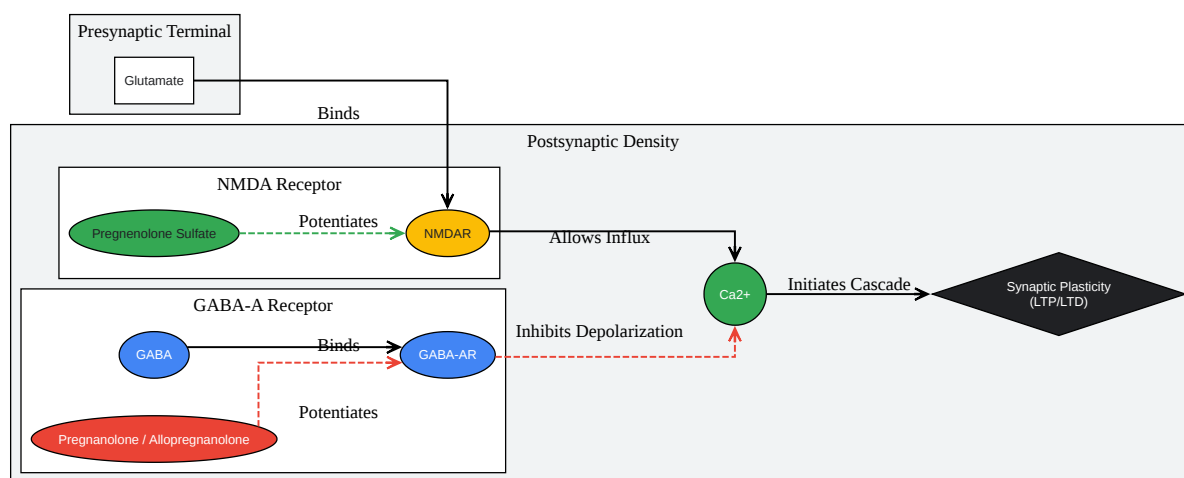 Presynaptic Terminal
Glutamate
Binds
Postsynaptic Density
NMDA Receptor
Pregnenolone Sulfate
Potentiates
NMDAR
Allows Influx
Ca2+
Initiates Cascade
Synaptic Plasticity
(LTP/LTD)
GABA-A Receptor
GABA
Binds
GABA-AR
Inhibits Depolarization
Potentiates
Pregnanolone / Allopregnanolone